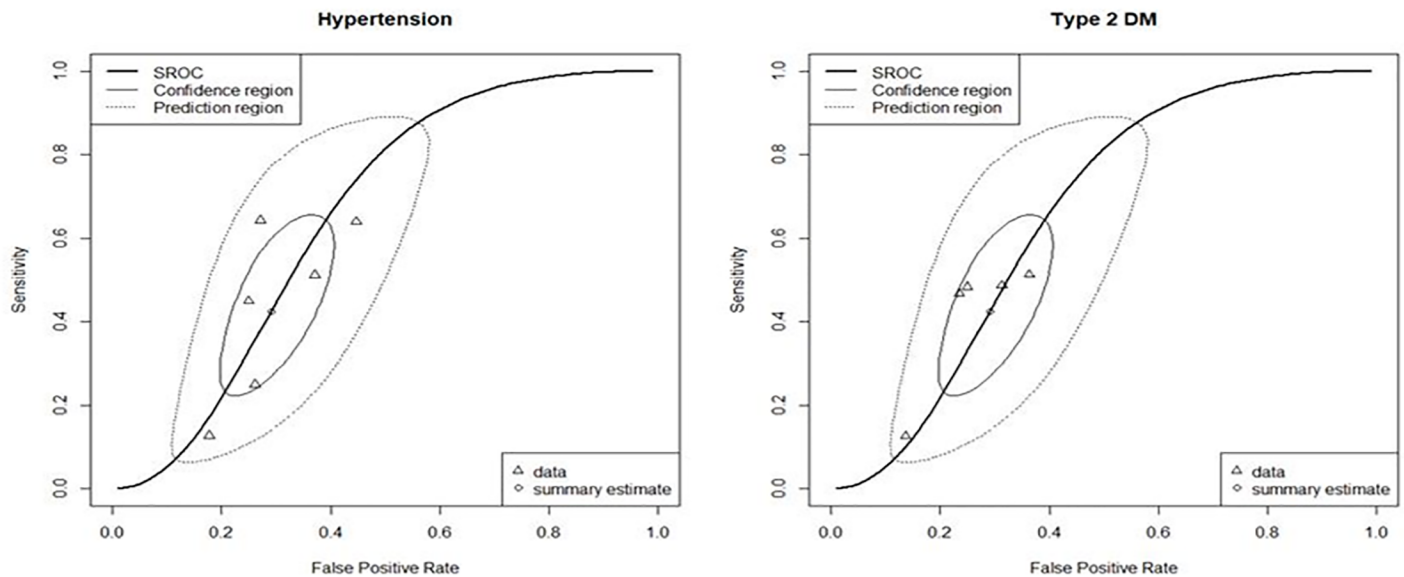 Hypertension
SROC
Confidence region
Prediction region
1.0
0.8
0.6
0.4
0.2
0.0
Sensitivity
data
summary estimate
0.0 0.2 0.4 0.6 0.8 1.0
False Positive Rate
Type 2 DM
SROC
Confidence region
Prediction region
1.0
0.8
0.6
0.4
0.2
0.0
Sensitivity
data
summary estimate
0.0 0.2 0.4 0.6 0.8 1.0
False Positive Rate